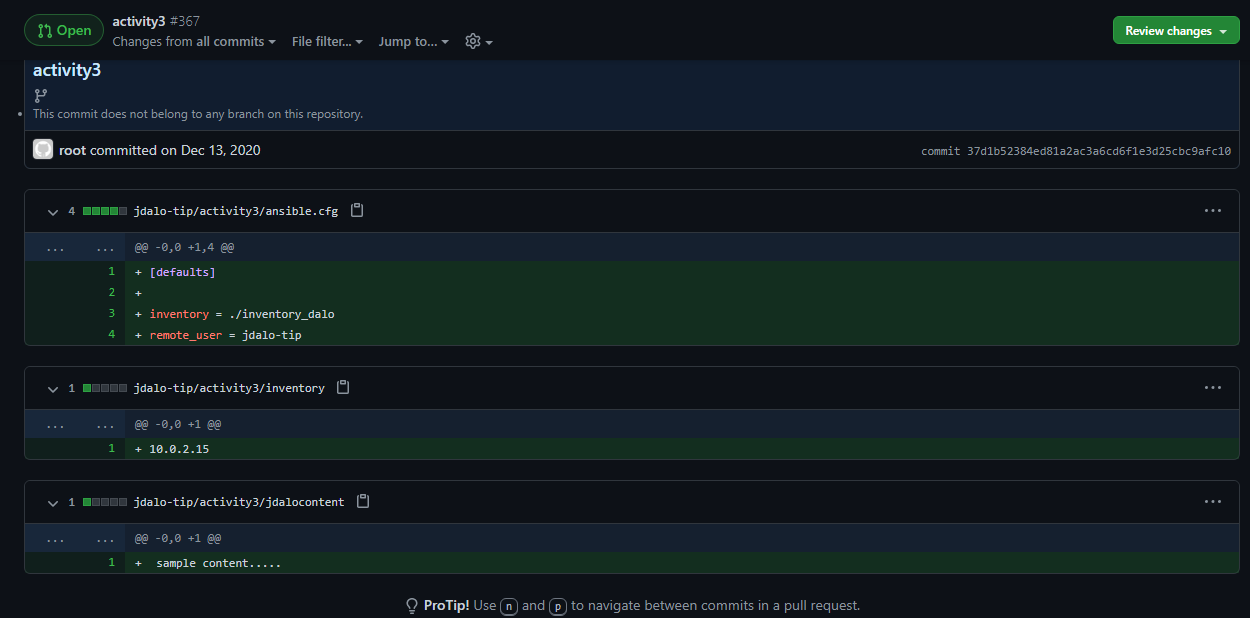 Open
activity3 #367
Changes from all commits File filter... Jump to...
Review changes
activity3
This commit does not belong to any branch on this repository.
root committed on Dec 13, 2020
commit 37d1b52384ed81a2ac3a6cd6f1e3d25cbc9afc10
4 jdalo-tip/activity3/ansible.cfg
... ... @@ -0,0 +1,4 @@
1 + [defaults]
2 +
3 + inventory = ./inventory_dalo
4 + remote_user = jdalo-tip
1 jdalo-tip/activity3/inventory
... ... @@ -0,0 +1 @@
1 + 10.0.2.15
1 jdalo-tip/activity3/jdalocontent
... ... @@ -0,0 +1 @@
1 + sample content.....
ProTip! Use n and p to navigate between commits in a pull request.